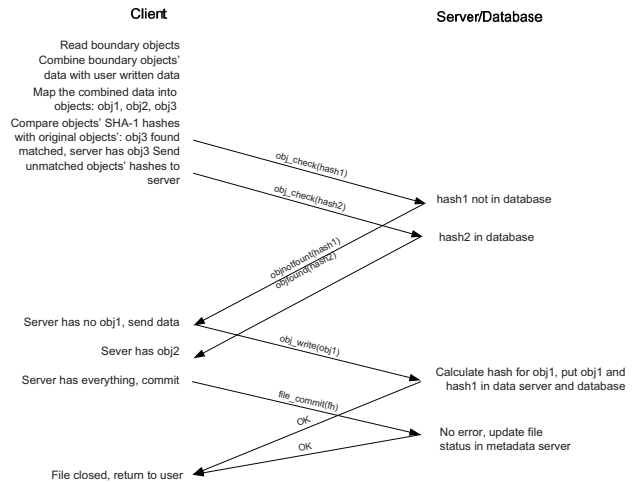 Client
Server/Database
Read boundary objects
Combine boundary objects'
data with user written data
Map the combined data into
objects: obj1, obj2, obj3
Compare objects' SHA-1 hashes
with original objects': obj3 found
matched, server has obj3 Send
unmatched objects' hashes to
server
obj_check(hash1)
obj_check(hash2)
hash1 not in database
hash2 in database
objnotfount(hash1)
objfound(hash2)
Server has no obj1, send data
obj_write(obj1)
Sever has obj2
Calculate hash for obj1, put obj1 and
hash1 in data server and database
Server has everything, commit
file_commit(fh)
OK
No error, update file
status in metadata server
OK
File closed, return to user